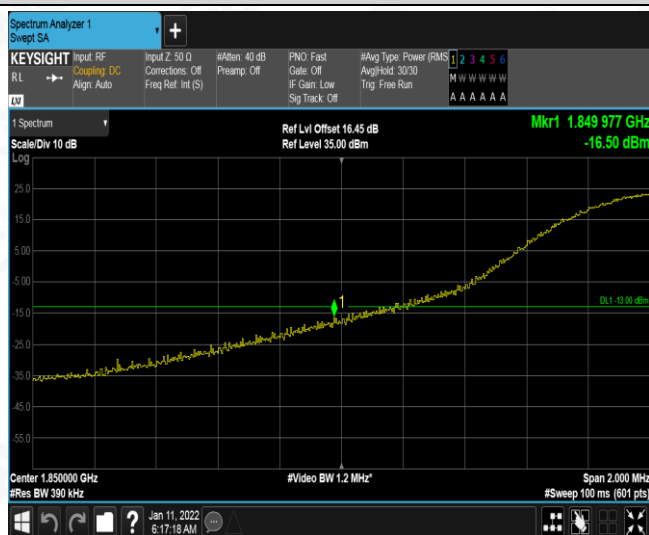 Spectrum Analyzer 1
Swept SA
KEYSIGHT
RL
Input: RF
Coupling: DC
Align: Auto
Input Z: 50 Ω
Corrections: Off
Freq Ref: Int (S)
#Atten: 40 dB
Preamp: Off
PNO: Fast
Gate: Off
IF Gain: Low
Sig Track: Off
#Avg Type: Power (RMS
Avg|Hold: 30/30
Trig: Free Run
1 2 3 4 5 6
M W W W W W
A A A A A A
LXI
1 Spectrum
Scale/Div 10 dB
Log
Ref Lvl Offset 16.45 dB
Ref Level 35.00 dBm
Mkr1 1.849 977 GHz
-16.50 dBm
25.0
15.0
5.00
-5.00
1
DL1 -13.00 dBm
-15.0
-25.0
-35.0
-45.0
-55.0
Center 1.850000 GHz
#Res BW 390 kHz
#Video BW 1.2 MHz*
Span 2.000 MHz
#Sweep 100 ms (601 pts)
?
Jan 11, 2022
6:17:18 AM